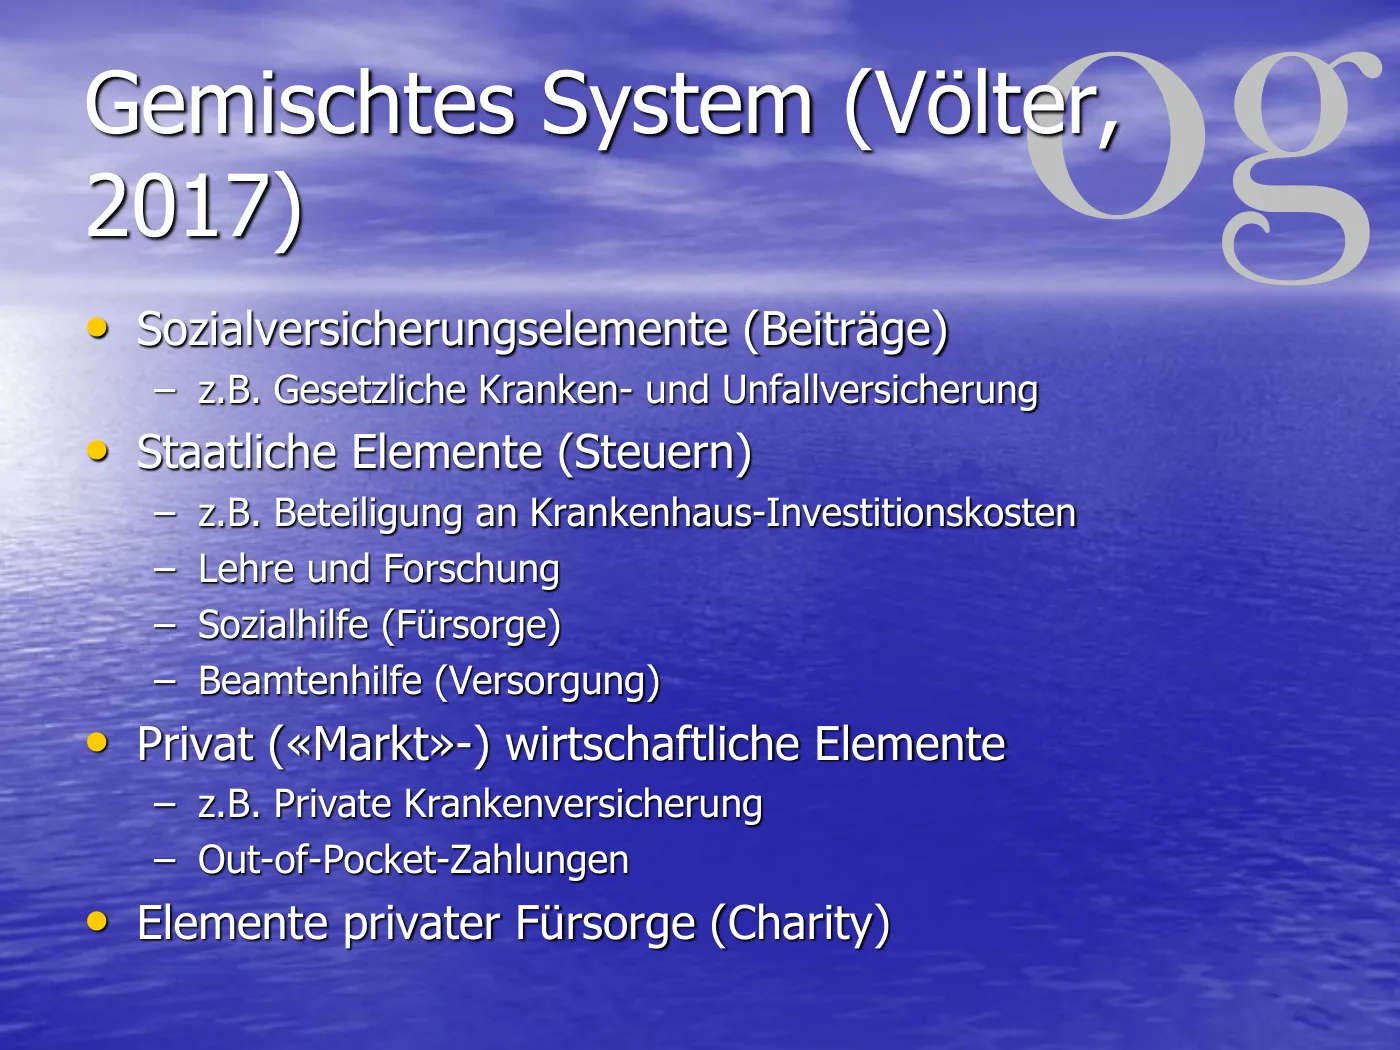 Gemischtes System (Völter,
2017)
og
• Sozialversicherungselemente (Beiträge)
– z.B. Gesetzliche Kranken- und Unfallversicherung
• Staatliche Elemente (Steuern)
– z.B. Beteiligung an Krankenhaus-Investitionskosten
– Lehre und Forschung
– Sozialhilfe (Fürsorge)
– Beamtenhilfe (Versorgung)
• Privat («Markt»-) wirtschaftliche Elemente
– z.B. Private Krankenversicherung
– Out-of-Pocket-Zahlungen
• Elemente privater Fürsorge (Charity)